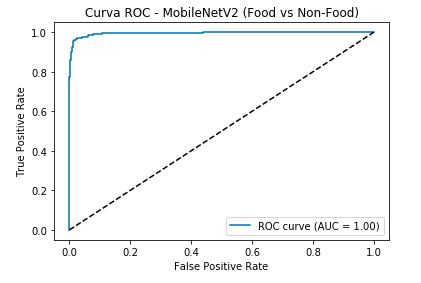 Curva ROC - MobileNetV2 (Food vs Non-Food)
1.0
0.8
0.6
0.4
0.2
0.0
True Positive Rate
ROC curve (AUC = 1.00)
0.0 0.2 0.4 0.6 0.8 1.0
False Positive Rate